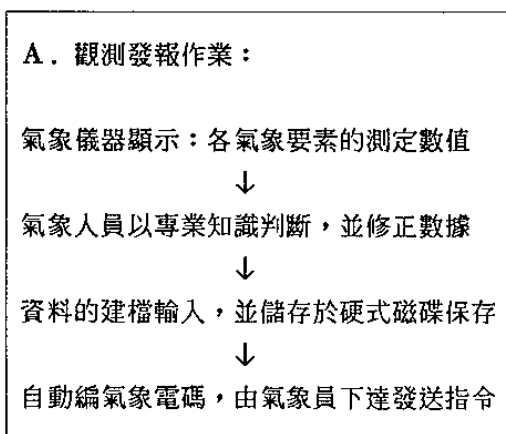 A. 觀測發報作業：
氣象儀器顯示：各氣象要素的測定數值
↓
氣象人員以專業知識判斷，並修正數據
↓
資料的建檔輸入，並儲存於硬式磁碟保存
↓
自動編氣象電碼，由氣象員下達發送指令